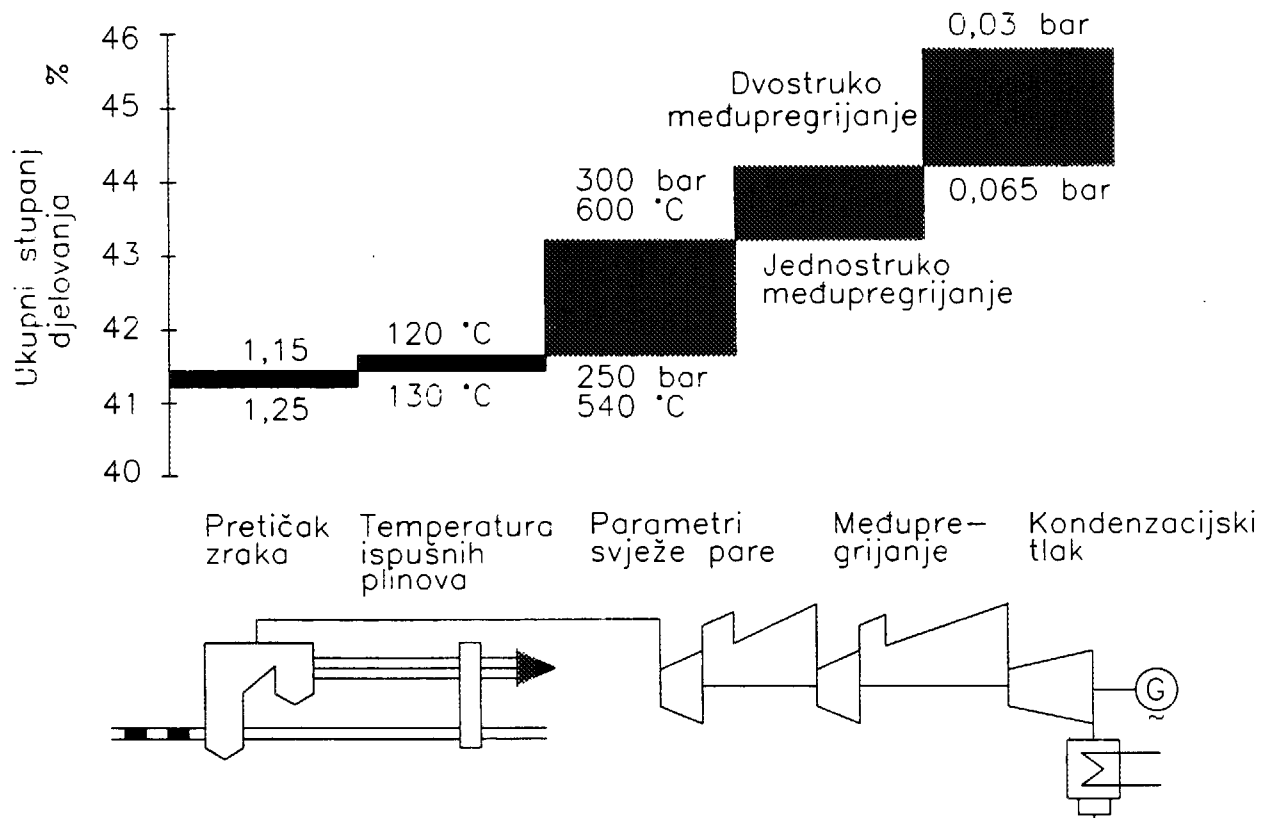 46
45
44
43
42
41
40
%
Ukupni stupanj
djelovanja
1,15
1,25
120 °C
130 °C
300 bar
600 °C
250 bar
540 °C
Dvostruko
međupregrijanje
Jednostruko
međupregrijanje
0,03 bar
0,065 bar
Pretičak
zraka
Temperatura
ispušnih
plinova
Parametri
svježe pare
Međupre-
grijanje
Kondenzacijski
tlak
G
~